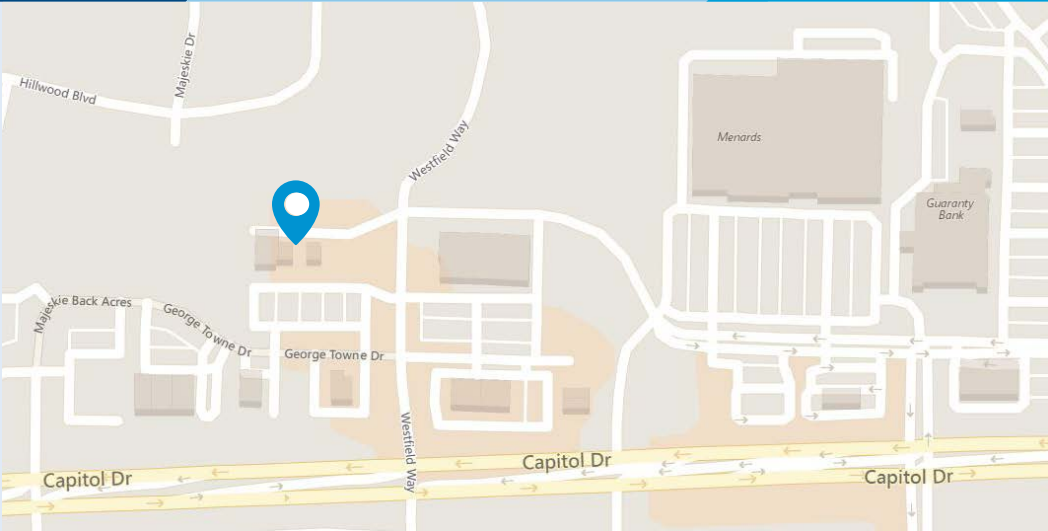 Majeskie Dr
Hillwood Blvd
Westfield Way
Menards
Guaranty
Bank
Majeskie Back Acres
George Towne Dr
George Towne Dr
Westfield Way
Capitol Dr
Capitol Dr
Capitol Dr